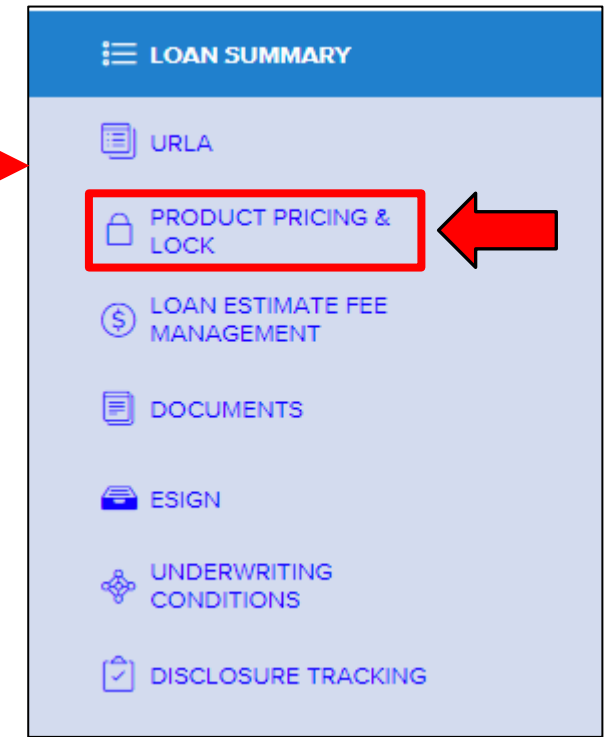 LOAN SUMMARY
URLA
PRODUCT PRICING &
LOCK
LOAN ESTIMATE FEE
MANAGEMENT
DOCUMENTS
ESIGN
UNDERWRITING
CONDITIONS
DISCLOSURE TRACKING